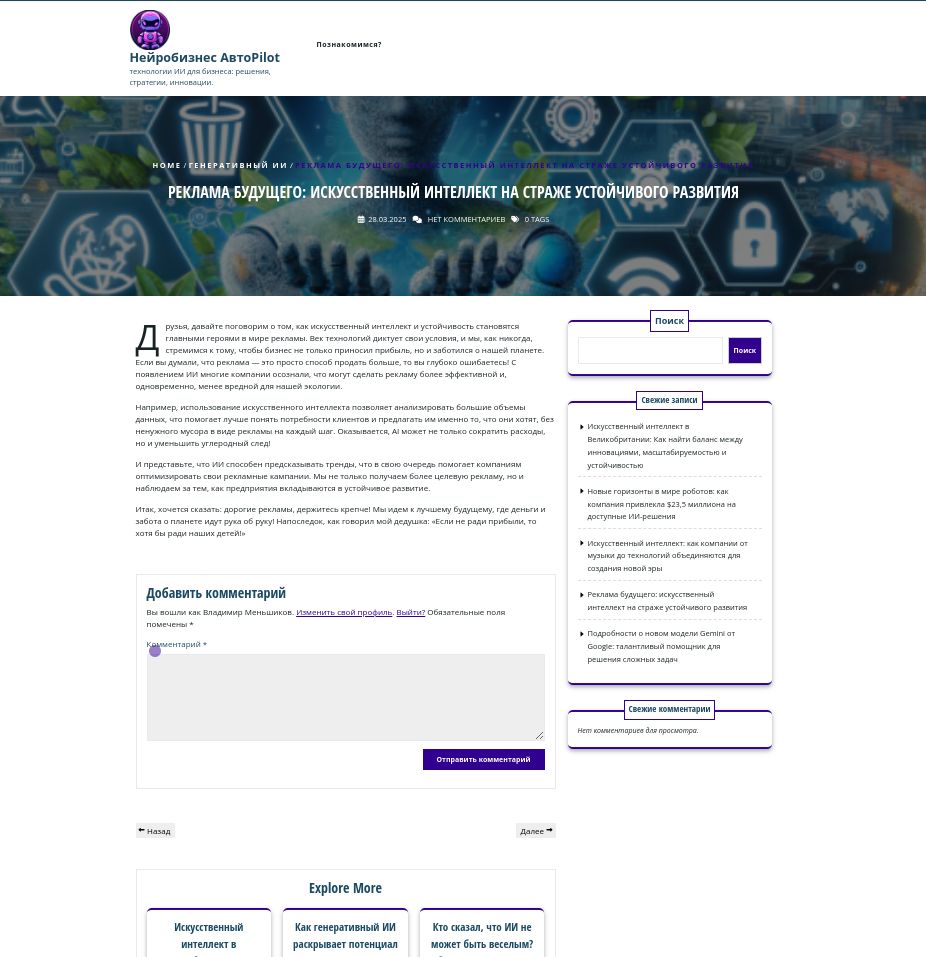 Нейробизнес АвтоPilot
технологии ИИ для бизнеса: решения,
стратегии, инновации.
Познакомимся?
HOME / ГЕНЕРАТИВНЫЙ ИИ / РЕКЛАМА БУДУЩЕГО: ИСКУССТВЕННЫЙ ИНТЕЛЛЕКТ НА СТРАЖЕ УСТОЙЧИВОГО РАЗВИТИЯ
РЕКЛАМА БУДУЩЕГО: ИСКУССТВЕННЫЙ ИНТЕЛЛЕКТ НА СТРАЖЕ УСТОЙЧИВОГО РАЗВИТИЯ
28.03.2025 НЕТ КОММЕНТАРИЕВ 0 TAGS
Друзья, давайте поговорим о том, как искусственный интеллект и устойчивость становятся
главными героями в мире рекламы. Век технологий диктует свои условия, и мы, как никогда,
стремимся к тому, чтобы бизнес не только приносил прибыль, но и заботился о нашей планете.
Если вы думали, что реклама — это просто способ продать больше, то вы глубоко ошибаетесь! С
появлением ИИ многие компании осознали, что могут сделать рекламу более эффективной и,
одновременно, менее вредной для нашей экологии.
Например, использование искусственного интеллекта позволяет анализировать большие объемы
данных, что помогает лучше понять потребности клиентов и предлагать им именно то, что они хотят, без
ненужного мусора в виде рекламы на каждый шаг. Оказывается, AI может не только сократить расходы,
но и уменьшить углеродный след!
И представьте, что ИИ способен предсказывать тренды, что в свою очередь помогает компаниям
оптимизировать свои рекламные кампании. Мы не только получаем более целевую рекламу, но и
наблюдаем за тем, как предприятия вкладываются в устойчивое развитие.
Итак, хочется сказать: дорогие рекламы, держитесь крепче! Мы идем к лучшему будущему, где деньги и
забота о планете идут рука об руку! Напоследок, как говорил мой дедушка: «Если не ради прибыли, то
хотя бы ради наших детей!»
Добавить комментарий
Вы вошли как Владимир Меньшиков. Изменить свой профиль. Выйти? Обязательные поля
помечены *
Комментарий *
Отправить комментарий
Назад
Далее
Explore More
Искусственный
интеллект в
Как генеративный ИИ
раскрывает потенциал
Кто сказал, что ИИ не
может быть веселым?
Поиск
Поиск
Свежие записи
Искусственный интеллект в
Великобритании: Как найти баланс между
инновациями, масштабируемостью и
устойчивостью
Новые горизонты в мире роботов: как
компания привлекла $23,5 миллиона на
доступные ИИ-решения
Искусственный интеллект: как компании от
музыки до технологий объединяются для
создания новой эры
Реклама будущего: искусственный
интеллект на страже устойчивого развития
Подробности о новом модели Gemini от
Google: талантливый помощник для
решения сложных задач
Свежие комментарии
Нет комментариев для просмотра.